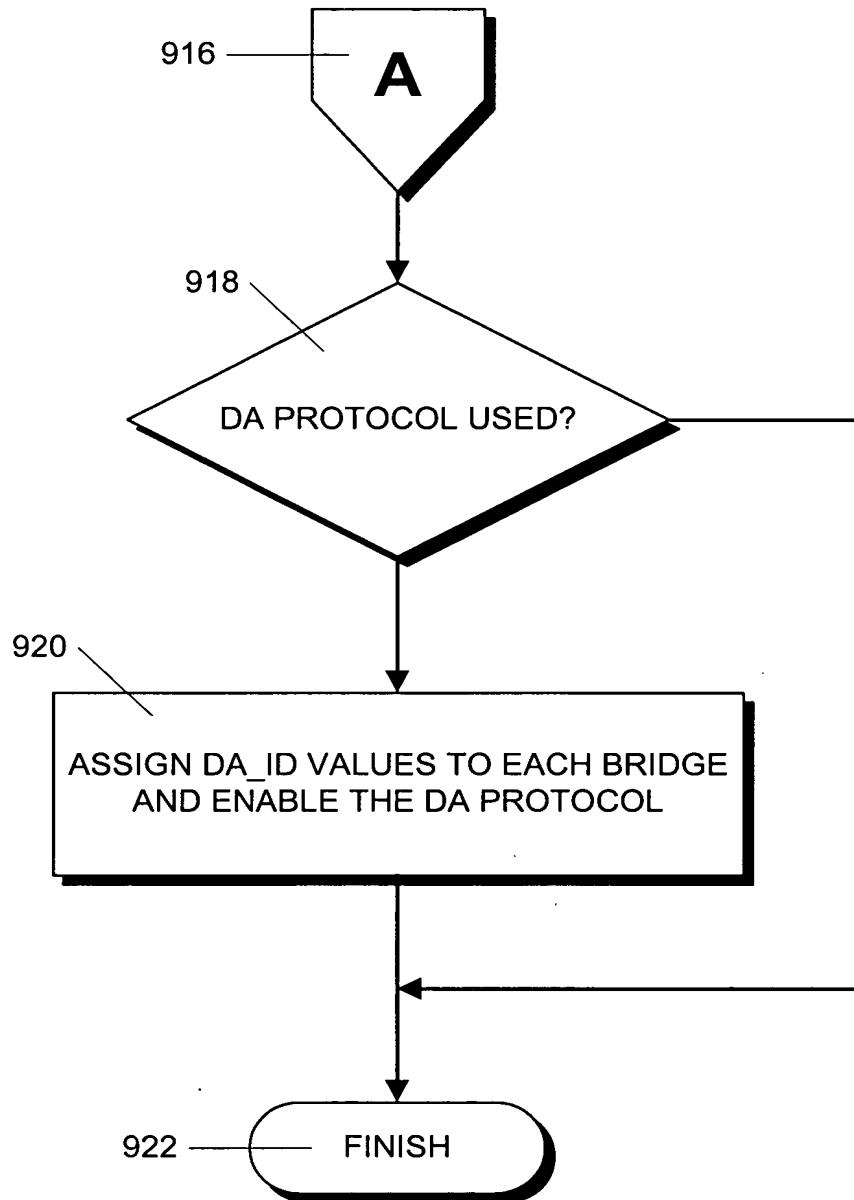 916
A
918
DA PROTOCOL USED?
920
ASSIGN DA_ID VALUES TO EACH BRIDGE
AND ENABLE THE DA PROTOCOL
922
FINISH